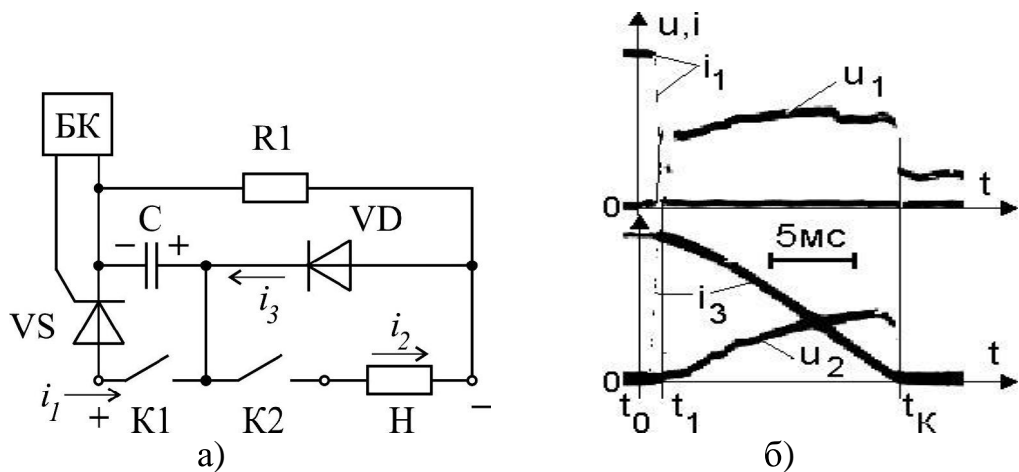 БК
R1
C
VD
− +
i3
VS
i2
i1
+ К1 К2 Н −
а)
u,i
i1
u1
t
0
5мс
i3
u2
t
0
t0 t1 tК
б)